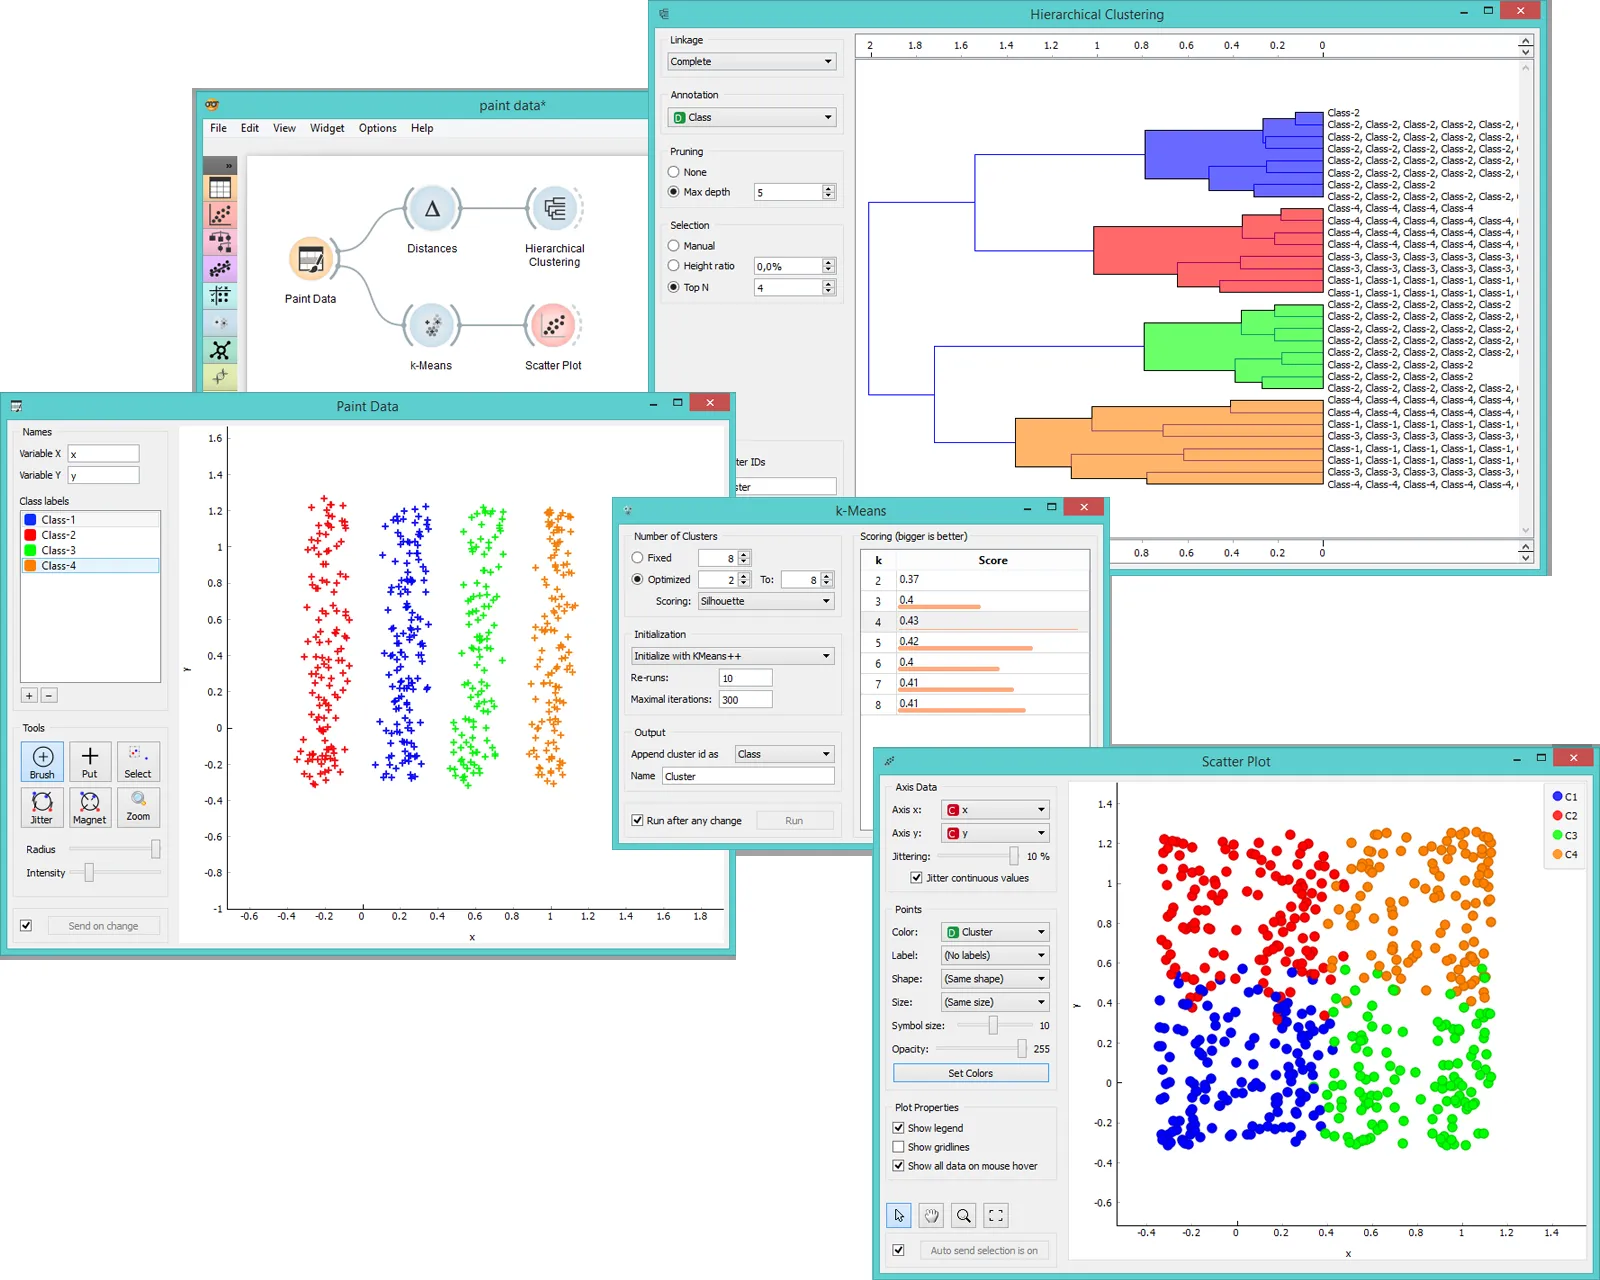 Hierarchical Clustering
Linkage
Complete
Annotation
D Class
Pruning
None
Max depth 5
Selection
Manual
Height ratio 0,0%
Top N 4
ter IDs
ster
2 1.8 1.6 1.4 1.2 1 0.8 0.6 0.4 0.2 0
Class-2
Class-2, Class-2, Class-2, Class-2, Class-2,
Class-2, Class-2, Class-2, Class-2, Class-2,
Class-2, Class-2, Class-2, Class-2, Class-2,
Class-2, Class-2, Class-2, Class-2, Class-2,
Class-2, Class-2, Class-2, Class-2, Class-2,
Class-2, Class-2, Class-2
Class-2, Class-2, Class-2, Class-2, Class-2,
Class-4, Class-4, Class-4, Class-4
Class-4, Class-4, Class-4, Class-4, Class-4,
Class-4, Class-4, Class-4, Class-4, Class-4,
Class-4, Class-4, Class-4, Class-4, Class-4,
Class-3, Class-3, Class-3, Class-3, Class-3,
Class-3, Class-3, Class-3, Class-3, Class-3,
Class-1, Class-1, Class-1, Class-1, Class-1,
Class-1, Class-1, Class-1, Class-1, Class-1,
Class-2, Class-2, Class-2, Class-2, Class-2
Class-2, Class-2, Class-2, Class-2, Class-2,
Class-2, Class-2, Class-2, Class-2, Class-2,
Class-2, Class-2, Class-2, Class-2, Class-2,
Class-2, Class-2, Class-2, Class-2, Class-2,
Class-2, Class-2, Class-2, Class-2
Class-2, Class-2, Class-2, Class-2
Class-2, Class-2, Class-2, Class-2, Class-2,
Class-4, Class-4, Class-4, Class-4, Class-4,
Class-4, Class-4, Class-4, Class-4, Class-4,
Class-1, Class-1, Class-1, Class-1, Class-1,
Class-3, Class-3, Class-3, Class-3, Class-3,
Class-1, Class-1, Class-1, Class-1, Class-1,
Class-1, Class-1, Class-1, Class-1, Class-1,
Class-3, Class-3, Class-3, Class-3, Class-3,
Class-4, Class-4, Class-4, Class-4, Class-4,
0.8 0.6 0.4 0.2 0
paint data*
File Edit View Widget Options Help
Paint Data
Distances
Hierarchical
Clustering
k-Means
Scatter Plot
Paint Data
Names
Variable X x
Variable Y y
Class labels
Class-1
Class-2
Class-3
Class-4
+ −
Tools
Brush Put Select
Jitter Magnet Zoom
Radius
Intensity
Send on change
1.6
1.4
1.2
1
0.8
0.6
0.4
0.2
0
-0.2
-0.4
-0.6
-0.8
-1
y
-0.6 -0.4 -0.2 0 0.2 0.4 0.6 0.8 1 1.2 1.4 1.6 1.8
x
k-Means
Number of Clusters
Fixed 8
Optimized 2 To: 8
Scoring: Silhouette
Initialization
Initialize with KMeans++
Re-runs: 10
Maximal iterations: 300
Output
Append cluster id as Class
Name Cluster
Run after any change Run
Scoring (bigger is better)
k Score
2 0.37
3 0.4
4 0.43
5 0.42
6 0.4
7 0.41
8 0.41
Scatter Plot
Axis Data
Axis x: C x
Axis y: C y
Jittering: 10 %
Jitter continuous values
Points
Color: D Cluster
Label: (No labels)
Shape: (Same shape)
Size: (Same size)
Symbol size: 10
Opacity: 255
Set Colors
Plot Properties
Show legend
Show gridlines
Show all data on mouse hover
Auto send selection is on
1.4
1.2
1
0.8
0.6
0.4
0.2
0
-0.2
-0.4
-0.6
y
-0.4 -0.2 0 0.2 0.4 0.6 0.8 1 1.2 1.4
x
C1
C2
C3
C4